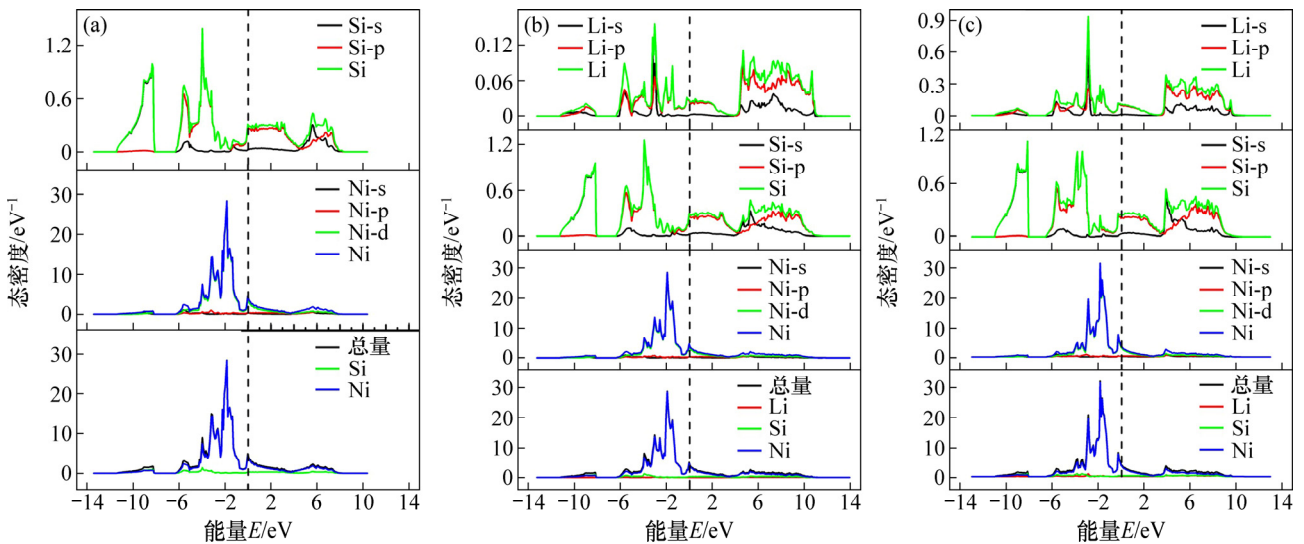 (a)
1.2
0.6
0
Si-s
Si-p
Si
30
20
10
0
Ni-s
Ni-p
Ni-d
Ni
30
20
10
0
总量
Si
Ni
态密度/eV⁻¹
−14 −10 −6 −2 2 6 10 14
能量E/eV
(b)
0.12
0.06
0
Li-s
Li-p
Li
1.2
0.6
0
Si-s
Si-p
Si
30
20
10
0
Ni-s
Ni-p
Ni-d
Ni
30
20
10
0
总量
Li
Si
Ni
态密度/eV⁻¹
−14 −10 −6 −2 2 6 10 14
能量E/eV
(c)
0.9
0.6
0.3
0
Li-s
Li-p
Li
1.2
0.6
0
Si-s
Si-p
Si
30
20
10
0
Ni-s
Ni-p
Ni-d
Ni
30
20
10
0
总量
Li
Si
Ni
态密度/eV⁻¹
−14 −10 −6 −2 2 6 10 14
能量E/eV